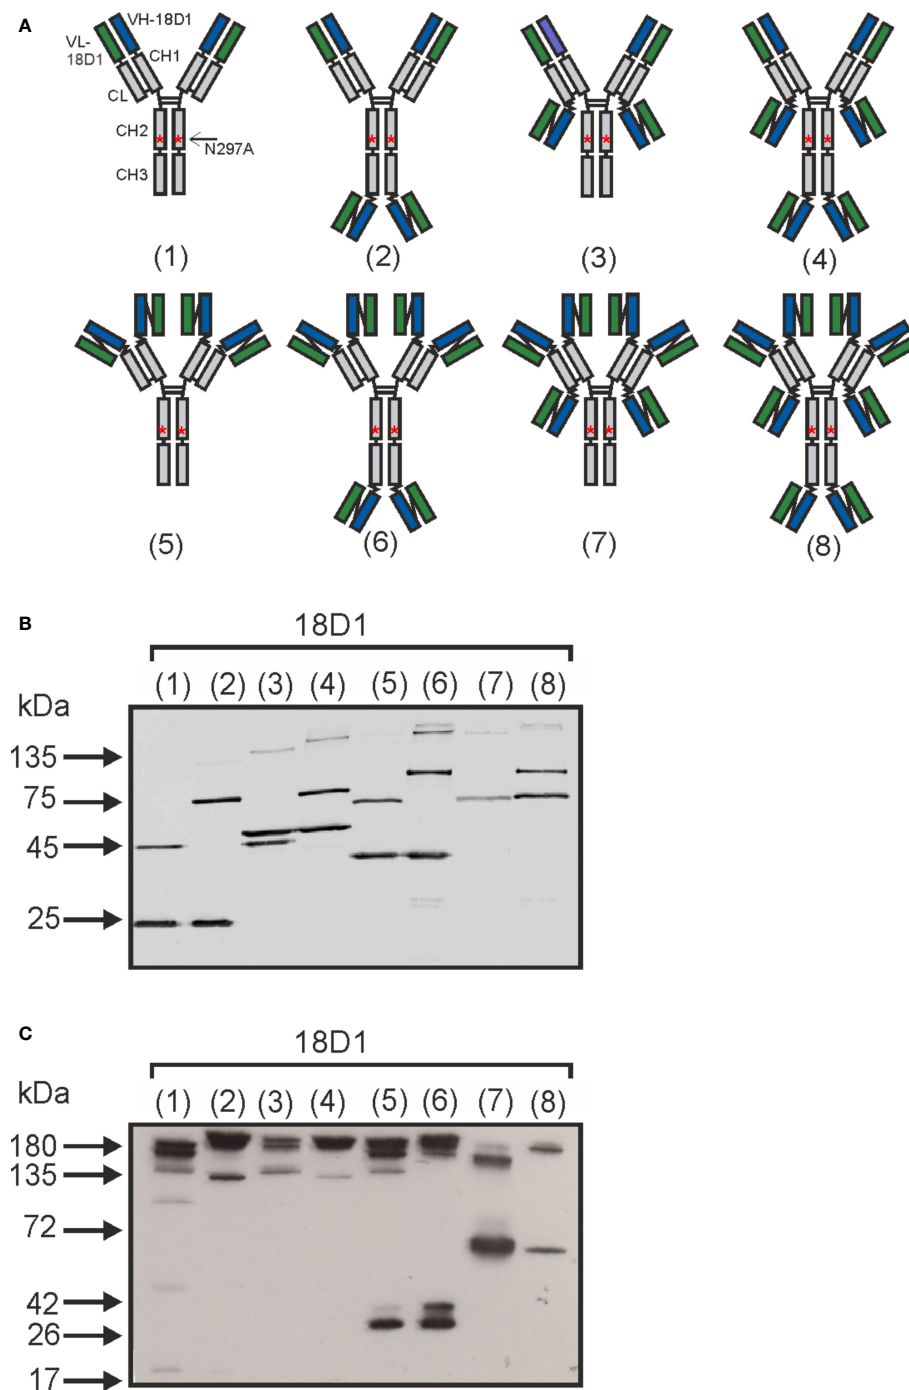 A
VH-18D1
VL-
18D1
CH1
CL
CH2
N297A
CH3
(1)
(2)
(3)
(4)
(5)
(6)
(7)
(8)
B
18D1
(1) (2) (3) (4) (5) (6) (7) (8)
kDa
135
75
45
25
C
18D1
kDa
(1) (2) (3) (4) (5) (6) (7) (8)
180
135
72
42
26
17